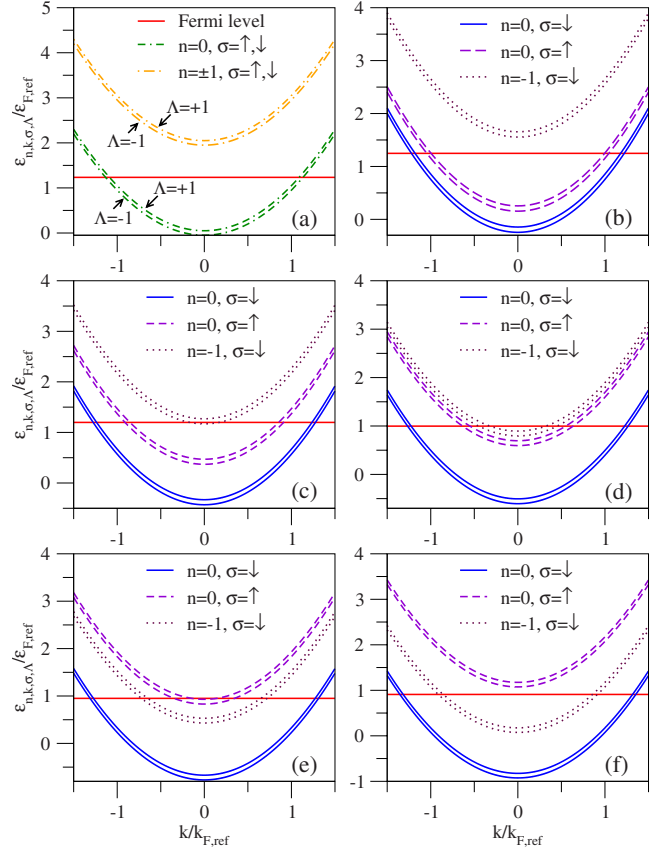 ε_{n,k,σ,Λ}/ε_{F,ref}
5
4
3
2
1
0
-1 0 1
Fermi level
n=0, σ=↑,↓
n=±1, σ=↑,↓
Λ=+1
Λ=-1
Λ=+1
Λ=-1
(a)
4
3
2
1
0
-1 0 1
n=0, σ=↓
n=0, σ=↑
n=-1, σ=↓
(b)
ε_{n,k,σ,Λ}/ε_{F,ref}
4
3
2
1
0
-1 0 1
n=0, σ=↓
n=0, σ=↑
n=-1, σ=↓
(c)
4
3
2
1
0
-1 0 1
n=0, σ=↓
n=0, σ=↑
n=-1, σ=↓
(d)
ε_{n,k,σ,Λ}/ε_{F,ref}
4
3
2
1
0
-1 0 1
k/k_{F,ref}
n=0, σ=↓
n=0, σ=↑
n=-1, σ=↓
(e)
4
3
2
1
0
-1
-1 0 1
k/k_{F,ref}
n=0, σ=↓
n=0, σ=↑
n=-1, σ=↓
(f)